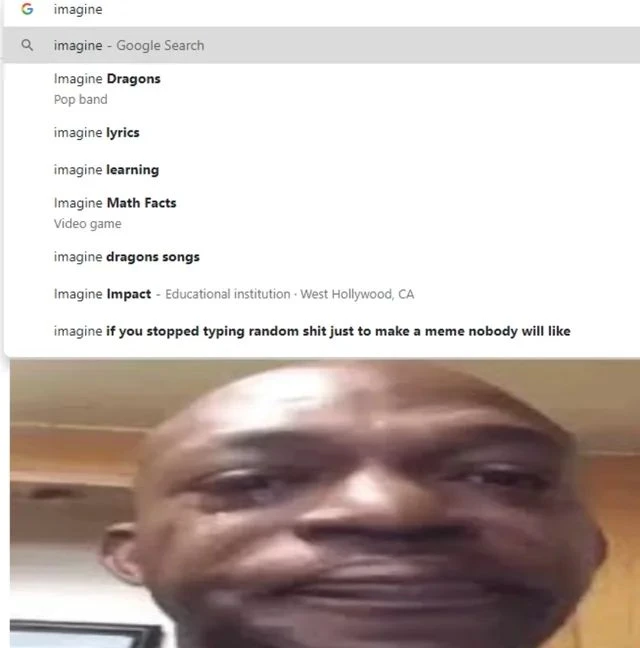 imagine
imagine - Google Search
Imagine Dragons
Pop band
imagine lyrics
imagine learning
Imagine Math Facts
Video game
imagine dragons songs
Imagine Impact - Educational institution · West Hollywood, CA
imagine if you stopped typing random shit just to make a meme nobody will like